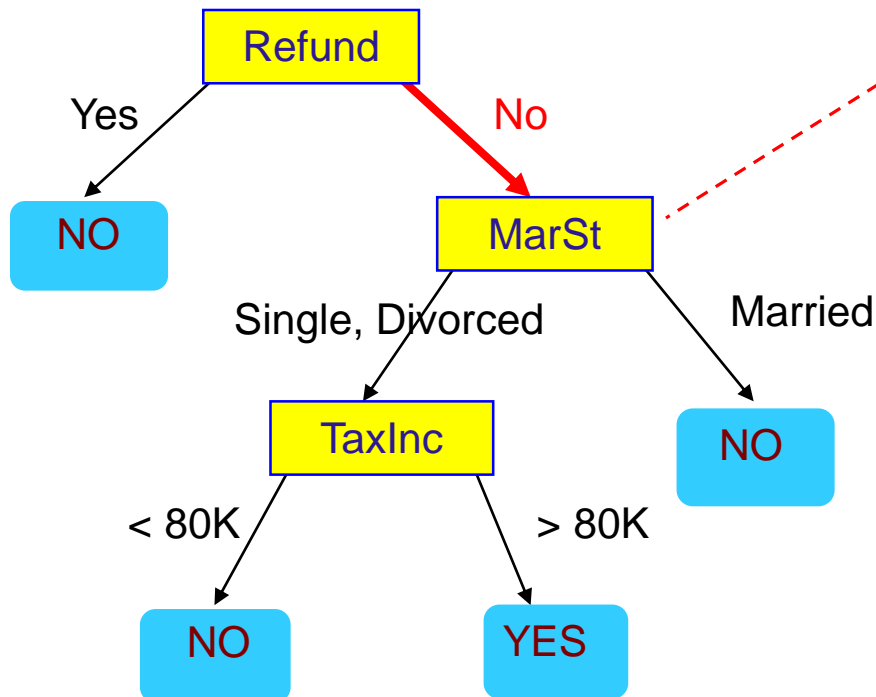 Refund
Yes
No
NO
MarSt
Single, Divorced
Married
TaxInc
NO
< 80K
> 80K
NO
YES